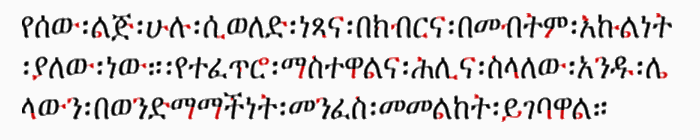 የሰው፡ልጅ፡ሁሉ፡ሲወለድ፡ነጻና፡በክብርና፡በመብትም፡እኩልነት
፡ያለው፡ነው።፡የተፈጥሮ፡ማስተዋልና፡ሕሊና፡ስላለው፡አንዱ፡ሌ
ላውን፡በወንድማማችነት፡መንፈስ፡መመልከት፡ይገባዋል።